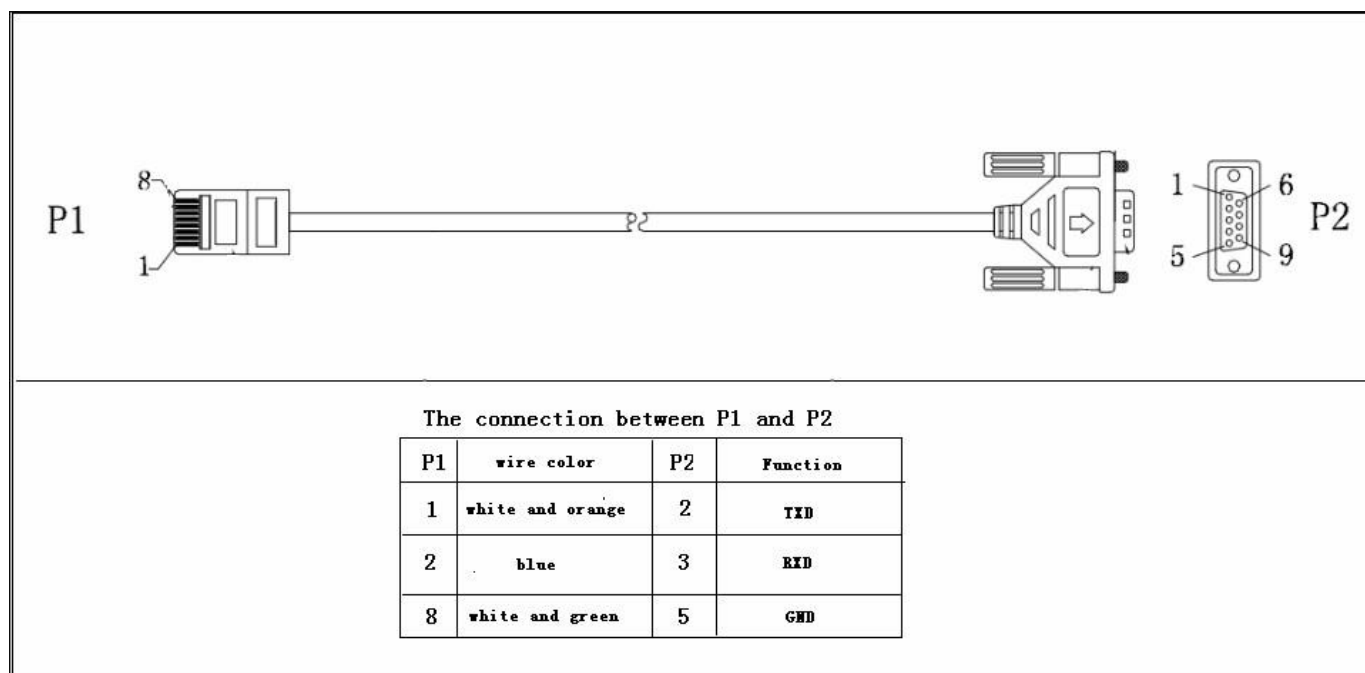 8
1
P1
1
6
5
9
P2
The connection between P1 and P2
P1 wire color P2 Function
1 white and orange 2 TXD
2 blue 3 RXD
8 white and green 5 GND